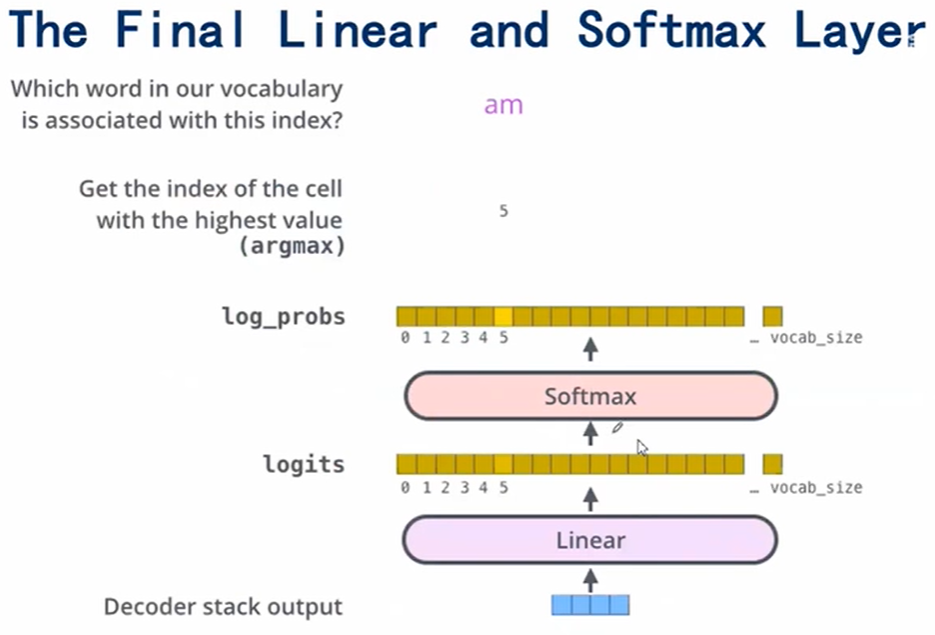 The Final Linear and Softmax Layer
Which word in our vocabulary
is associated with this index?
am
Get the index of the cell
with the highest value
(argmax)
5
log_probs
0 1 2 3 4 5 … vocab_size
Softmax
logits
0 1 2 3 4 5 … vocab_size
Linear
Decoder stack output